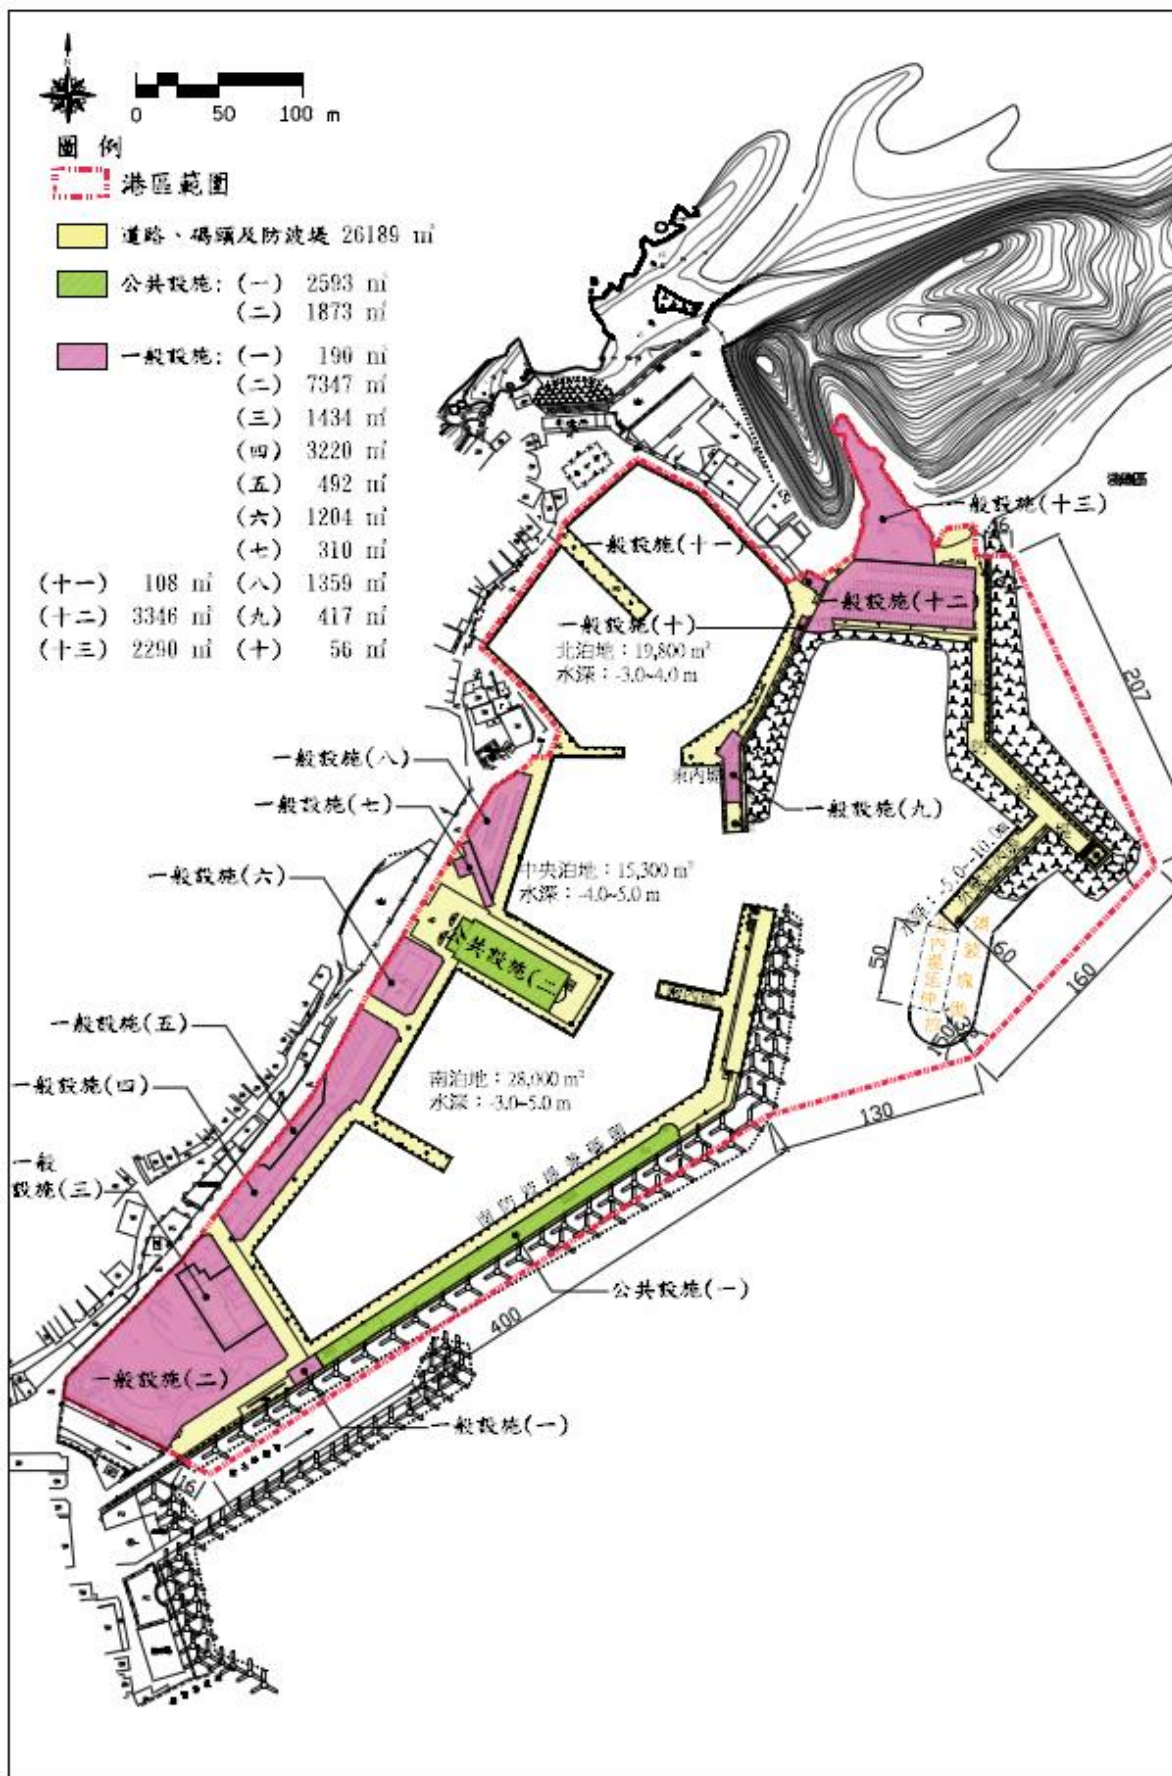 N
0 50 100 m
圖 例
港區範圍
道路、碼頭及防波堤 26189 ㎡
公共設施: (一) 2593 ㎡
(二) 1873 ㎡
一般設施: (一) 190 ㎡
(二) 7347 ㎡
(三) 1434 ㎡
(四) 3220 ㎡
(五) 492 ㎡
(六) 1204 ㎡
(七) 310 ㎡
(十一) 108 ㎡ (八) 1359 ㎡
(十二) 3346 ㎡ (九) 417 ㎡
(十三) 2290 ㎡ (十) 56 ㎡
一般設施(十三)
一般設施(十一)
一般設施(十二)
一般設施(十)
北泊地：19,800 m²
水深：-3.0~4.0 m
207
一般設施(八)
東內堤
一般設施(七)
一般設施(九)
中央泊地：15,300 m²
水深：-4.0~5.0 m
水深：-5.0~-10.0m
一般設施(六)
公共設施(二)
50
60
160
一般設施(五)
一般設施(四)
南泊地：28,000 m²
水深：-3.0~5.0 m
130
一般
設施(三)
公共設施(一)
400
一般設施(二)
一般設施(一)
16